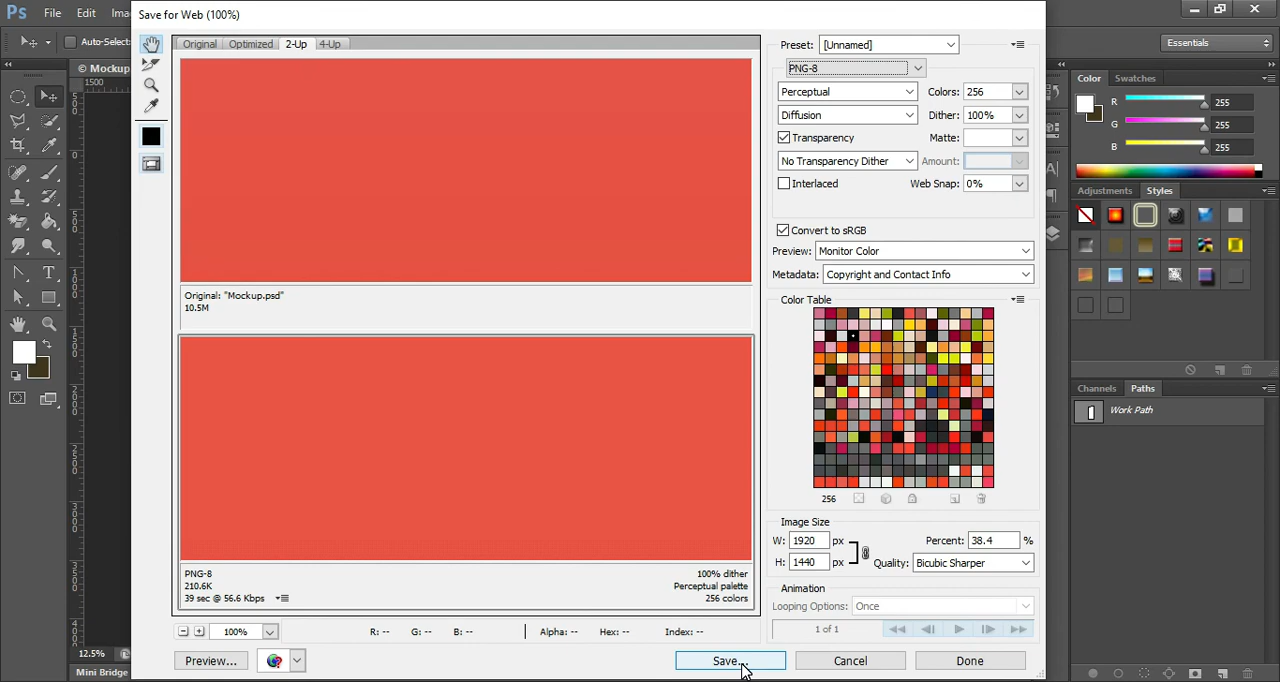 Save for Web (100%)
Ps File Edit Ima
Auto-Select:
Essentials
© Mockup
1500
Original Optimized 2-Up 4-Up
Original: "Mockup.psd"
10.5M
PNG-8
210.6K
39 sec @ 56.6 Kbps
100% dither
Perceptual palette
256 colors
100%
R: -- G: -- B: -- Alpha: -- Hex: -- Index: --
Preview...
Save...
Cancel
Done
Preset: [Unnamed]
PNG-8
Perceptual Colors: 256
Diffusion Dither: 100%
Transparency Matte:
No Transparency Dither Amount:
Interlaced Web Snap: 0%
Convert to sRGB
Preview: Monitor Color
Metadata: Copyright and Contact Info
Color Table
256
Image Size
W: 1920 px Percent: 38.4 %
H: 1440 px Quality: Bicubic Sharper
Animation
Looping Options: Once
1 of 1
Color Swatches
R 255
G 255
B 255
Adjustments Styles
Channels Paths
Work Path
12.5%
Mini Bridge